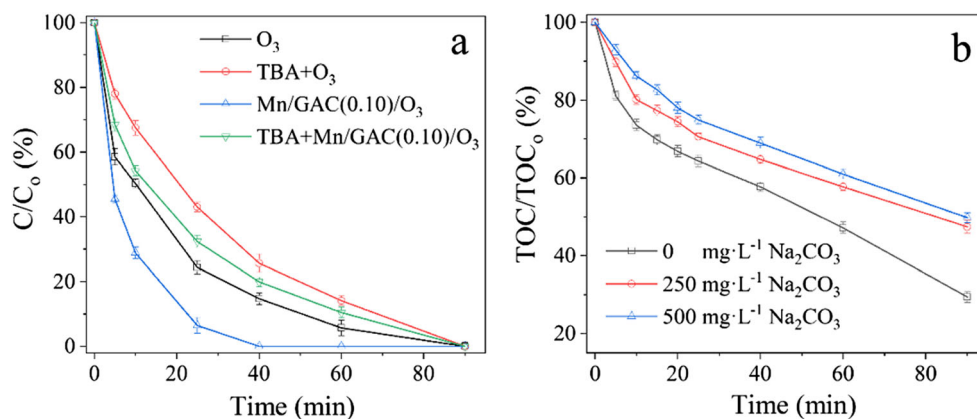 a
O₃
TBA+O₃
Mn/GAC(0.10)/O₃
TBA+Mn/GAC(0.10)/O₃
C/Cₒ (%)
100
80
60
40
20
0
0 20 40 60 80
Time (min)
b
TOC/TOCₒ (%)
100
80
60
40
20
0 mg·L⁻¹ Na₂CO₃
250 mg·L⁻¹ Na₂CO₃
500 mg·L⁻¹ Na₂CO₃
0 20 40 60 80
Time (min)